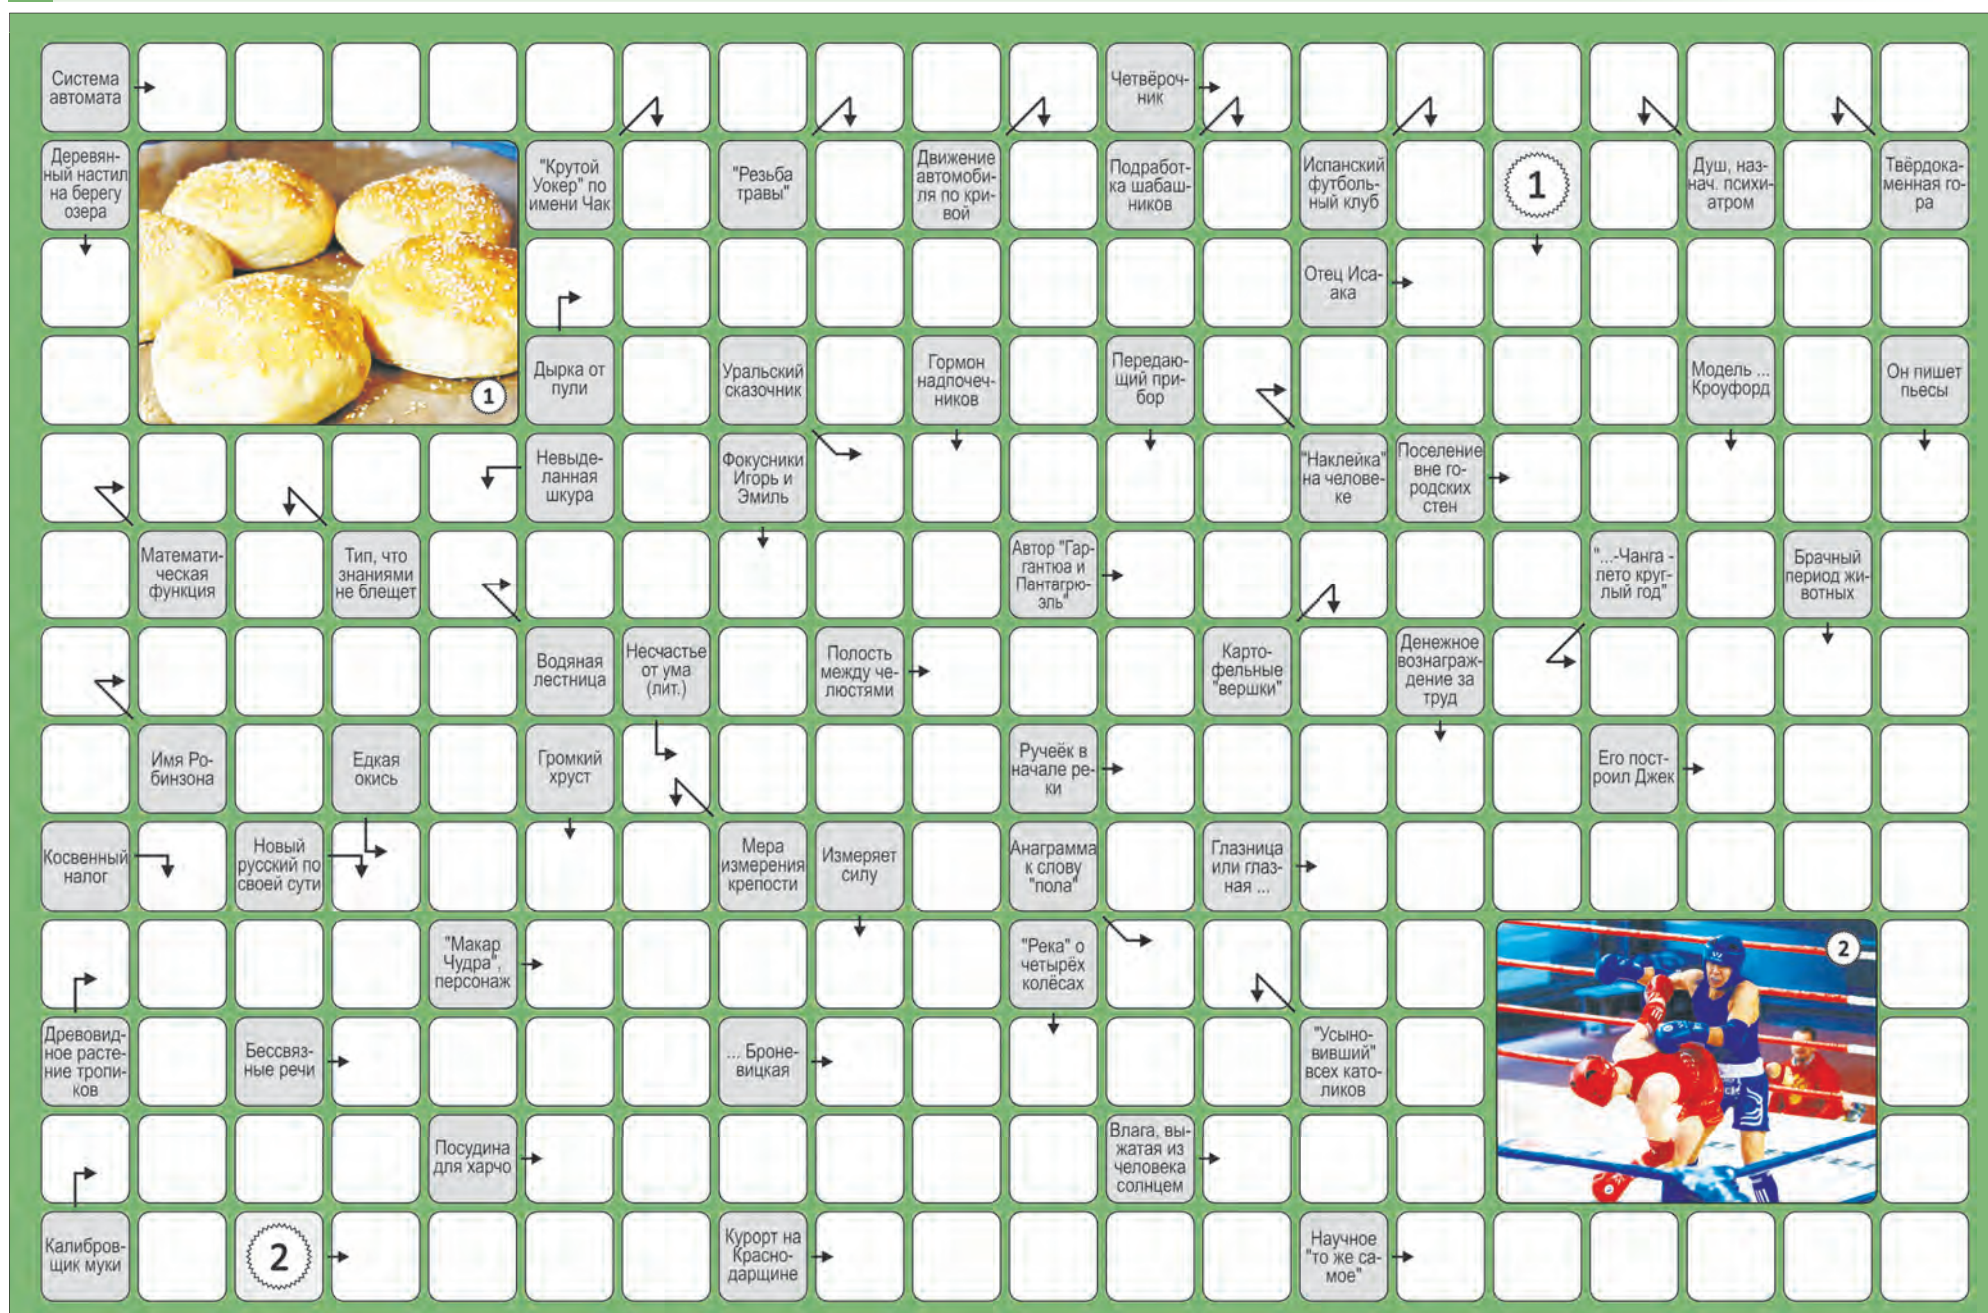 Система
автомата
Четвёроч-
ник
Деревян-
ный настил
на берегу
озера
"Крутой
Уокер" по
имени Чак
"Резьба
травы"
Движение
автомоби-
ля по кри-
вой
Подработ-
ка шабаш-
ников
Испанский
футболь-
ный клуб
1
Душ, наз-
нач. психи-
атром
Твёрдока-
менная го-
ра
Отец Иса-
ака
1
Дырка от
пули
Уральский
сказочник
Гормон
надпочеч-
ников
Передаю-
щий при-
бор
Модель ...
Кроуфорд
Он пишет
пьесы
Невыде-
ланная
шкура
Фокусники
Игорь и
Эмиль
"Наклейка"
на челове-
ке
Поселение
вне го-
родских
стен
Математи-
ческая
функция
Тип, что
знаниями
не блещет
Автор "Гар-
гантюа и
Пантагрю-
эль"
"...-Чанга -
лето круг-
лый год"
Брачный
период жи-
вотных
Водяная
лестница
Несчастье
от ума
(лит.)
Полость
между че-
люстями
Карто-
фельные
"вершки"
Денежное
вознаграж-
дение за
труд
Имя Ро-
бинзона
Едкая
окись
Громкий
хруст
Ручеёк в
начале ре-
ки
Его пост-
роил Джек
Косвенный
налог
Новый
русский по
своей сути
Мера
измерения
крепости
Измеряет
силу
Анаграмма
к слову
"пола"
Глазница
или глаз-
ная ...
"Макар
Чудра",
персонаж
"Река" о
четырёх
колёсах
2
Древовид-
ное расте-
ние тропи-
ков
Бессвяз-
ные речи
... Броне-
вицкая
"Усыно-
вивший"
всех като-
ликов
Посудина
для харчо
Влага, вы-
жатая из
человека
солнцем
Калибров-
щик муки
2
Курорт на
Красно-
дарщине
Научное
"то же са-
мое"